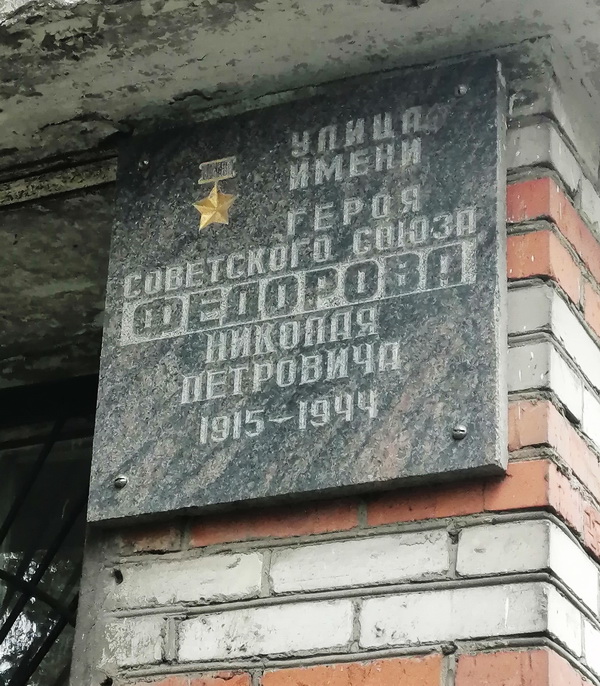 УЛИЦА
ИМЕНИ
ГЕРОЯ
СОВЕТСКОГО СОЮЗА
ФЕДОРОВА
НИКОЛАЯ
ПЕТРОВИЧА
1915-1944